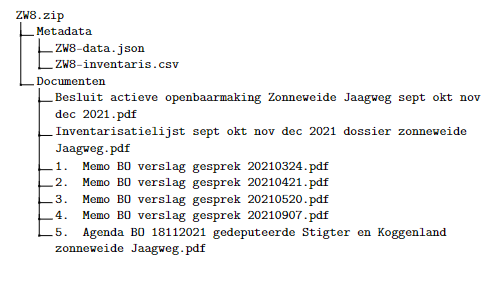 ZW8.zip
Metadata
ZW8-data.json
ZW8-inventaris.csv
Documenten
Besluit actieve openbaarmaking Zonneweide Jaagweg sept okt nov
dec 2021.pdf
Inventarisatielijst sept okt nov dec 2021 dossier zonneweide
Jaagweg.pdf
1. Memo BO verslag gesprek 20210324.pdf
2. Memo BO verslag gesprek 20210421.pdf
3. Memo BO verslag gesprek 20210520.pdf
4. Memo BO verslag gesprek 20210907.pdf
5. Agenda BO 18112021 gedeputeerde Stigter en Koggenland
zonneweide Jaagweg.pdf